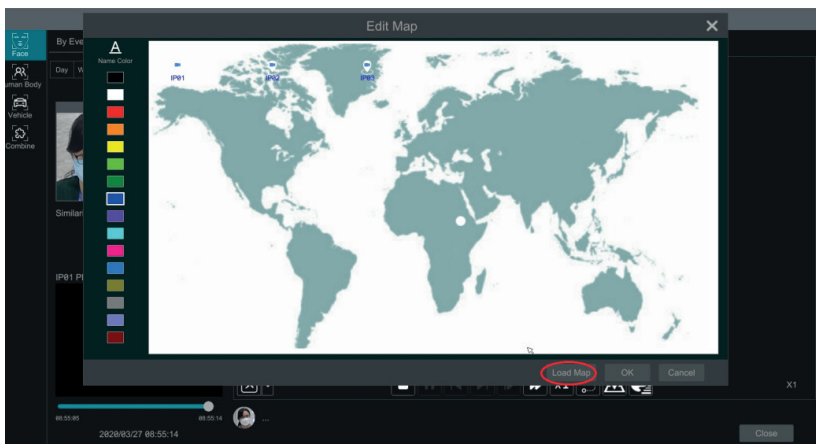 Edit Map
Face
By Eve
Name Color
Day W
uman Body
Vehicle
Combine
IP01
IP02
IP03
Similar
IP01 Pl
Load Map
OK
Cancel
X1
X1
08:55:05
08:55:14
...
2020/03/27 08:55:14
Close